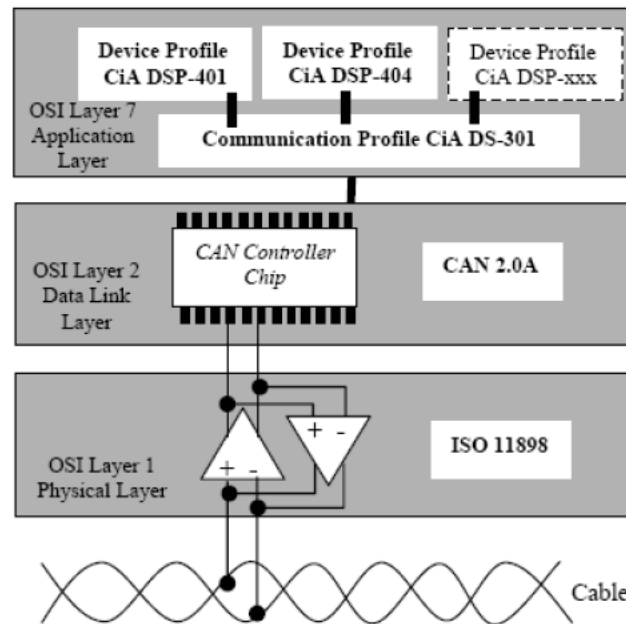 Device Profile
CiA DSP-401
Device Profile
CiA DSP-404
Device Profile
CiA DSP-xxx
OSI Layer 7
Application
Layer
Communication Profile CiA DS-301
OSI Layer 2
Data Link
Layer
CAN Controller
Chip
CAN 2.0A
OSI Layer 1
Physical Layer
+ -
+ -
ISO 11898
Cable